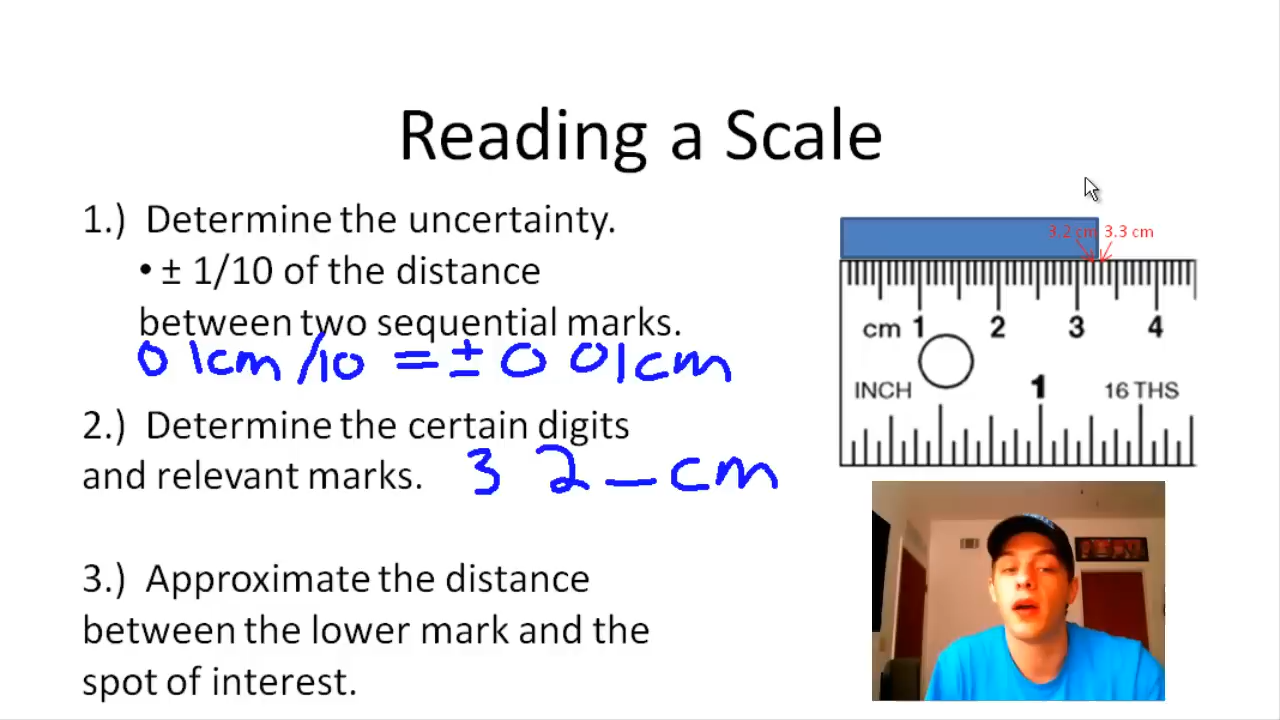 Reading a Scale
1.) Determine the uncertainty.
• ± 1/10 of the distance
between two sequential marks.
0 1cm /10 = ± 0 01cm
2.) Determine the certain digits
and relevant marks. 3 2 _ cm
3.) Approximate the distance
between the lower mark and the
spot of interest.
3.2 cm 3.3 cm
cm 1 2 3 4
INCH 1 16 THS